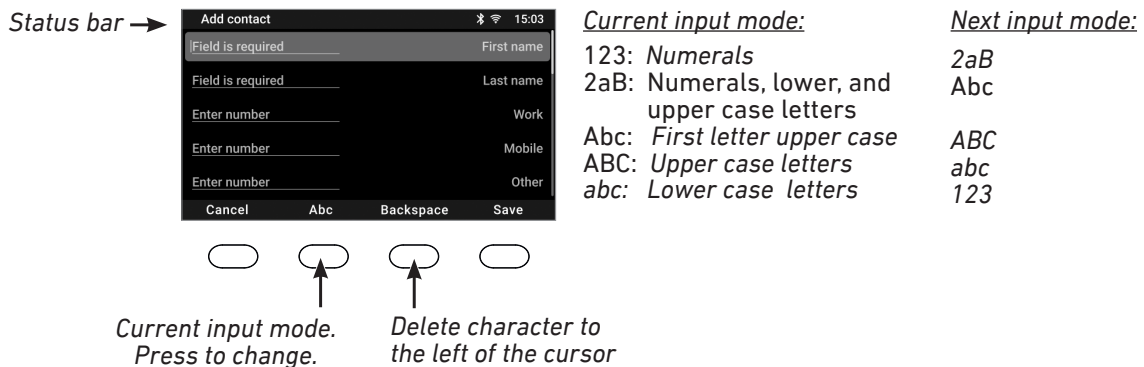 Status bar
Add contact 15:03
Field is required First name
Field is required Last name
Enter number Work
Enter number Mobile
Enter number Other
Cancel Abc Backspace Save
Current input mode.
Press to change.
Delete character to
the left of the cursor
Current input mode: Next input mode:
123: Numerals 2aB
2aB: Numerals, lower, and Abc
upper case letters
Abc: First letter upper case ABC
ABC: Upper case letters abc
abc: Lower case letters 123